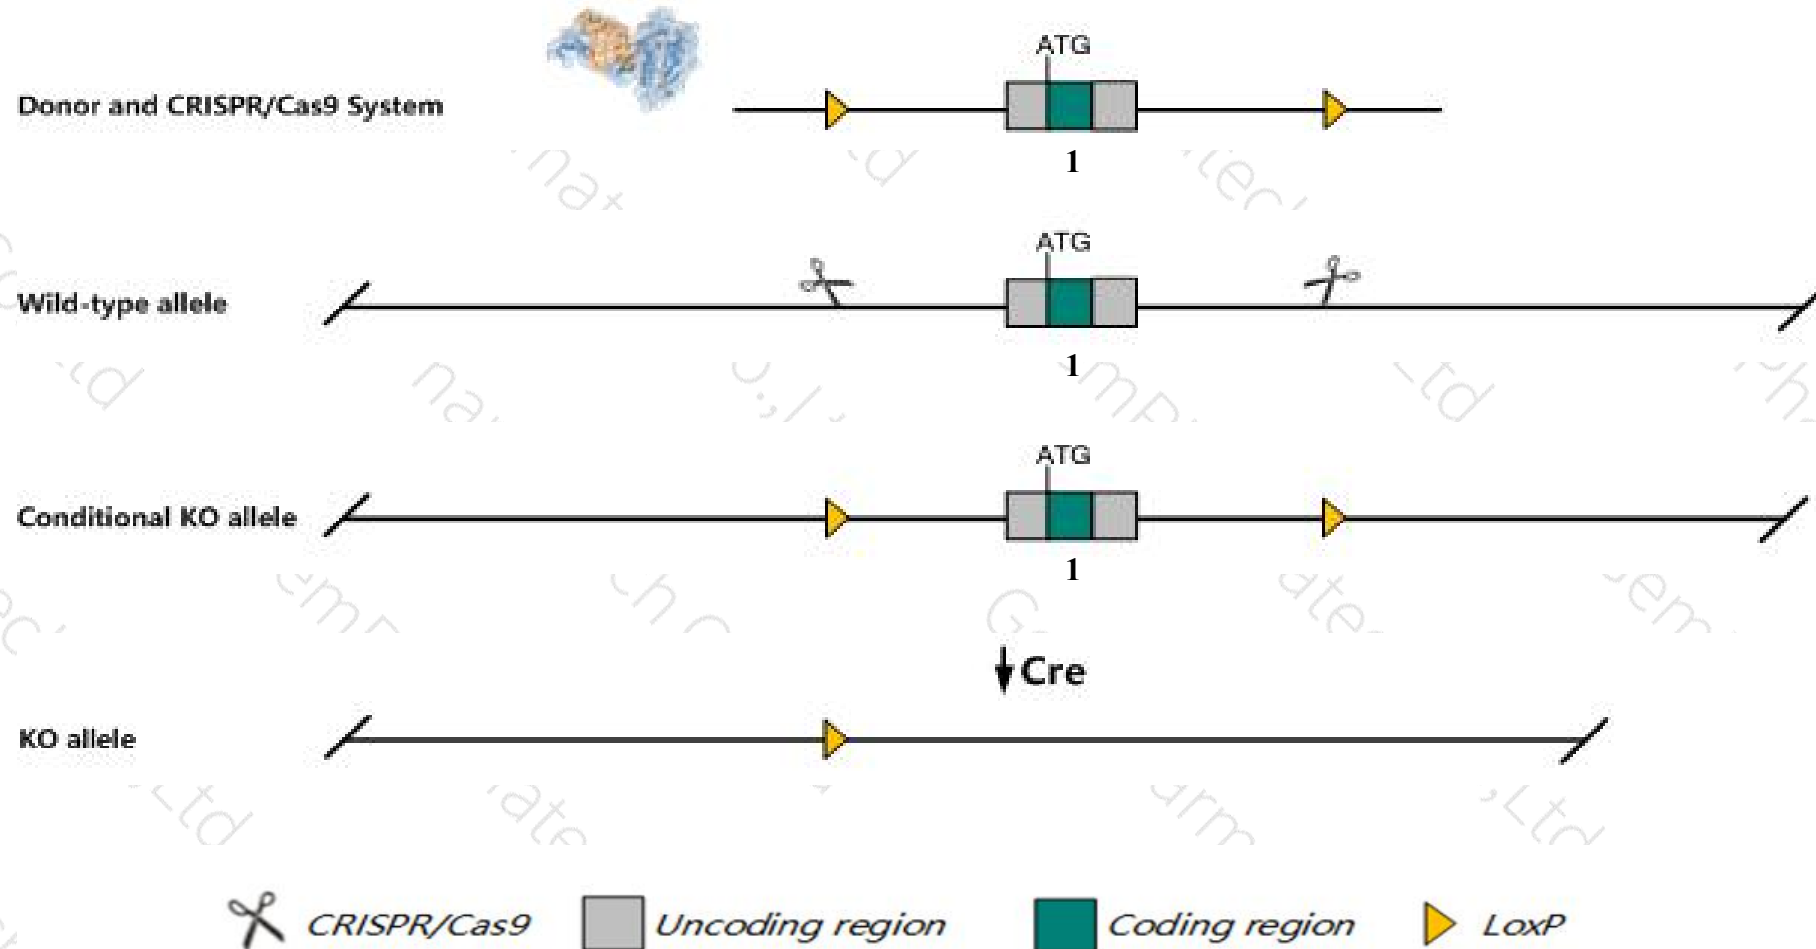 ATG
Donor and CRISPR/Cas9 System
1
ATG
Wild-type allele
1
ATG
Conditional KO allele
1
Cre
KO allele
CRISPR/Cas9 Uncoding region Coding region LoxP